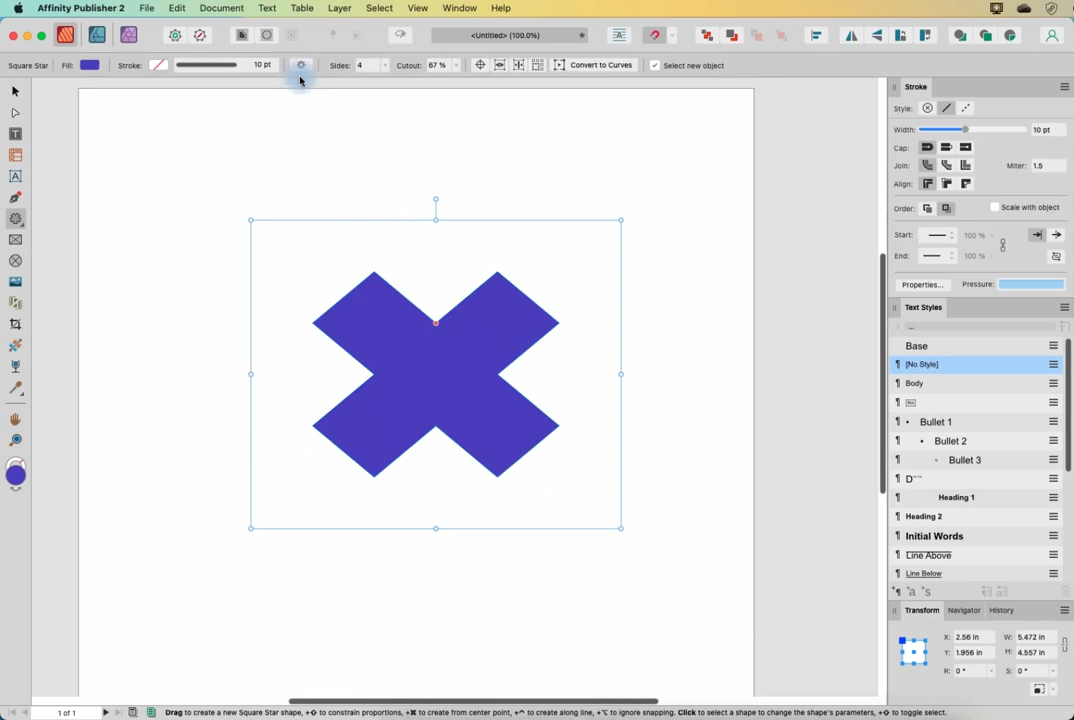 Affinity Publisher 2 File Edit View Document Text Table Layer Select View Window Help
<Untitled> (100.0%)
Square Star Fill: Stroke: 10 pt Sides: 4 Cutout: 67 % Convert to Curves Select new object
Stroke
Style:
Width: 10 pt
Cap:
Join: Miter: 1.5
Align:
Order: Scale with object
Start: 100 %
End: 100 %
Properties... Pressure:
Text Styles
Base
[No Style]
Body
Bullet 1
Bullet 2
Bullet 3
D
Heading 1
Heading 2
Initial Words
Line Above
Line Below
Transform Navigator History
X: 2.56 in W: 5.472 in
Y: 1.956 in H: 4.557 in
R: 0 ° S: 0 °
1 of 1 Drag to create a new Square Star shape, +⇧ to constrain proportions, +⌘ to create from center point, +⌃ to create along line, +⌥ to ignore snapping. Click to select a shape to change the shape's parameters, +⇧ to toggle select.